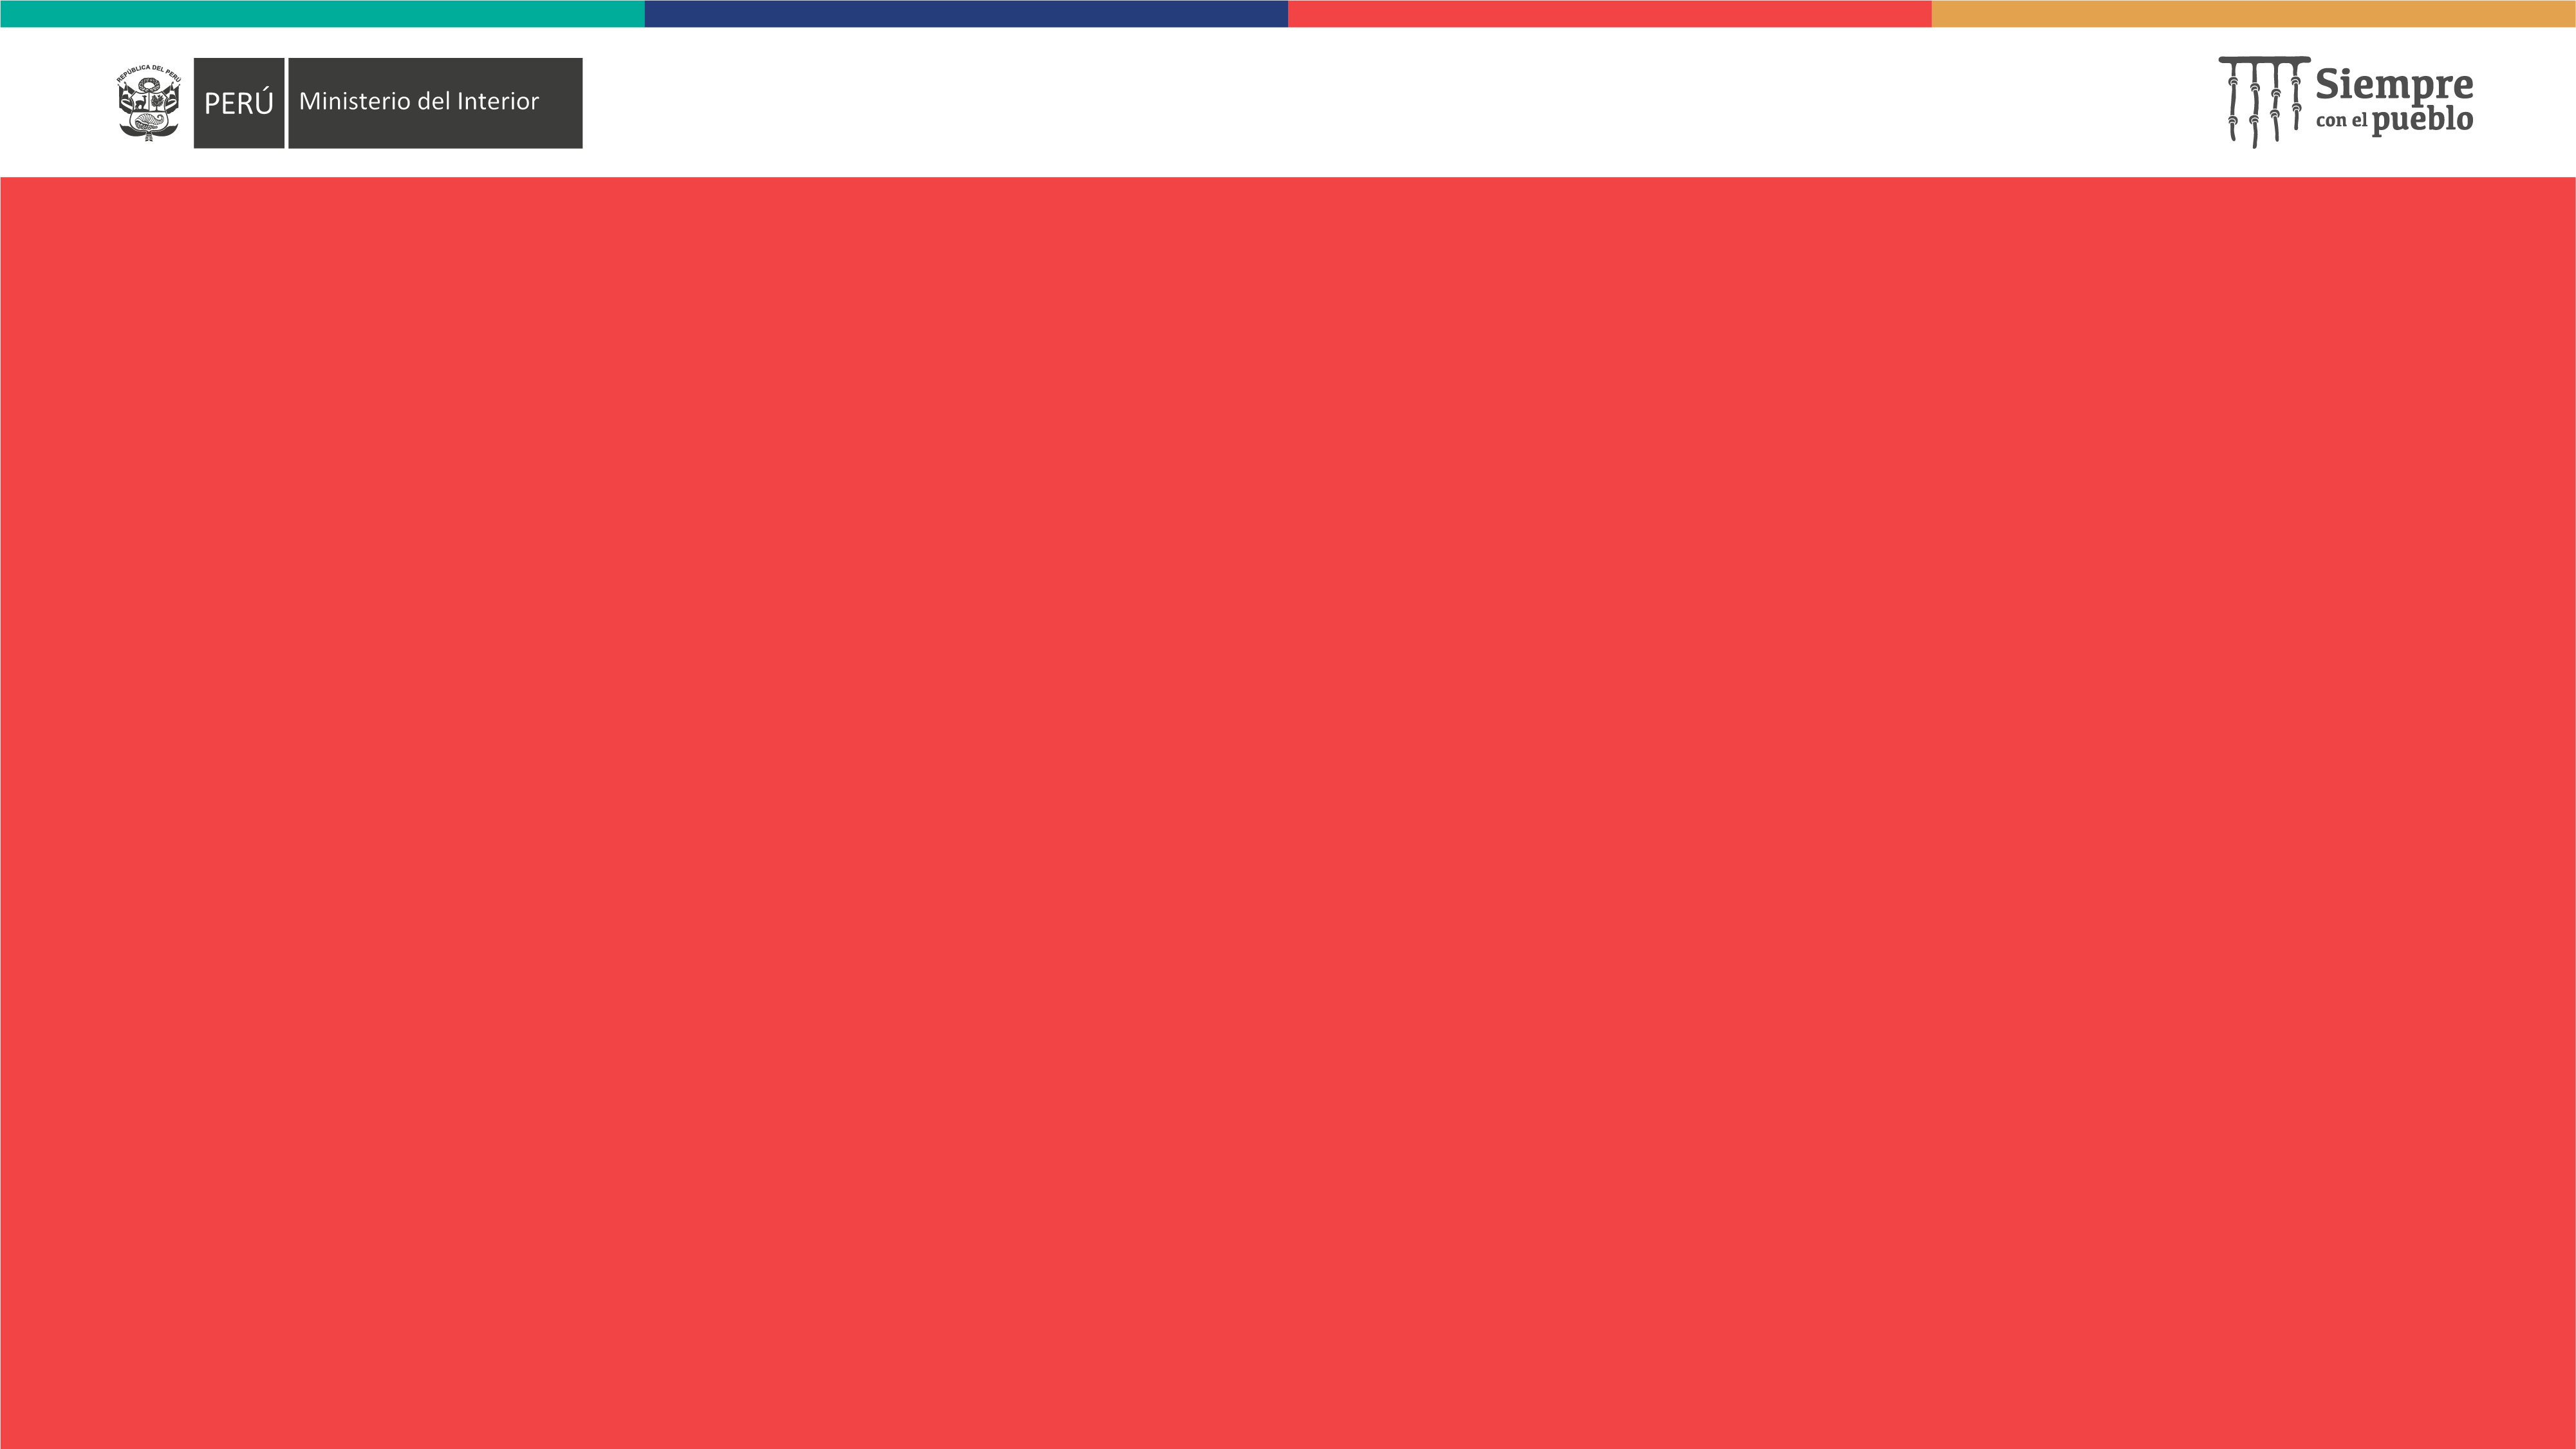 REPÚBLICA DEL PERÚ
PERÚ
Ministerio del Interior
Siempre
con el pueblo